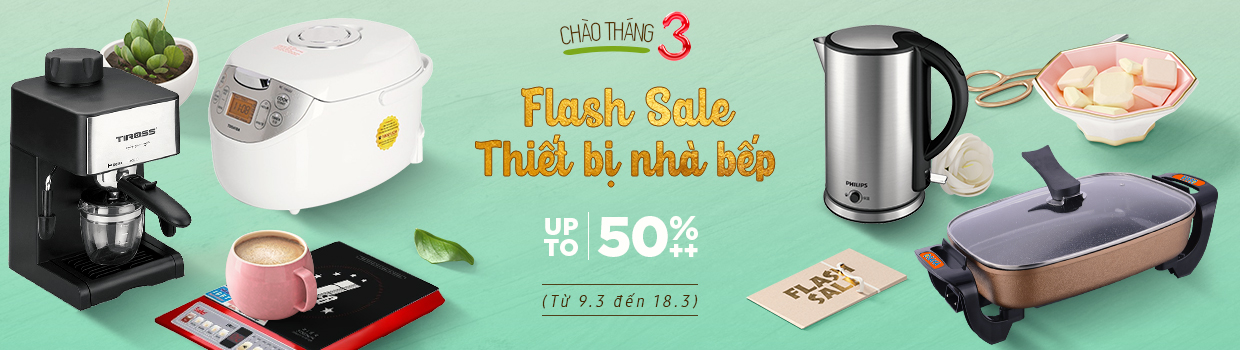 CHÀO THÁNG 3
Flash Sale
Thiết bị nhà bếp
UP TO 50%++
(Từ 9.3 đến 18.3)
TIROSS
PHILIPS
FLASH
SALE